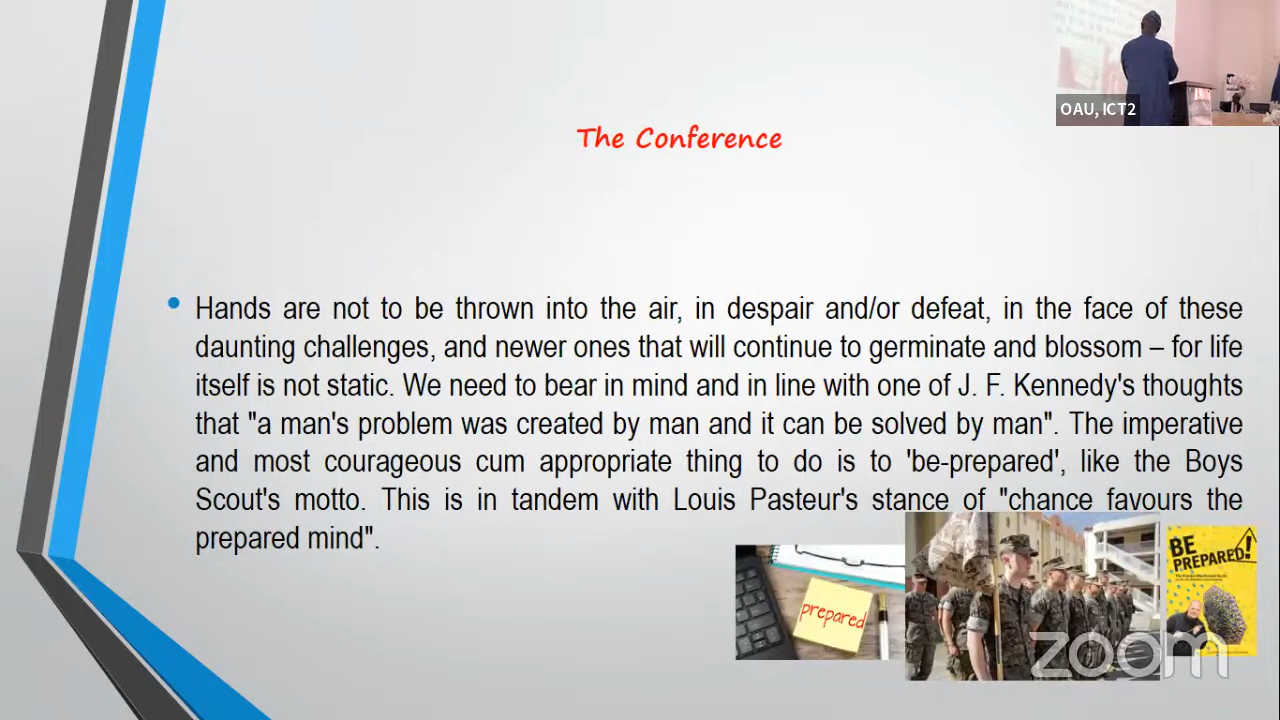 OAU, ICT2
The Conference
• Hands are not to be thrown into the air, in despair and/or defeat, in the face of these
daunting challenges, and newer ones that will continue to germinate and blossom – for life
itself is not static. We need to bear in mind and in line with one of J. F. Kennedy's thoughts
that "a man's problem was created by man and it can be solved by man". The imperative
and most courageous cum appropriate thing to do is to 'be-prepared', like the Boys
Scout's motto. This is in tandem with Louis Pasteur's stance of "chance favours the
prepared mind".
prepared
BE
PREPARED!
zoom